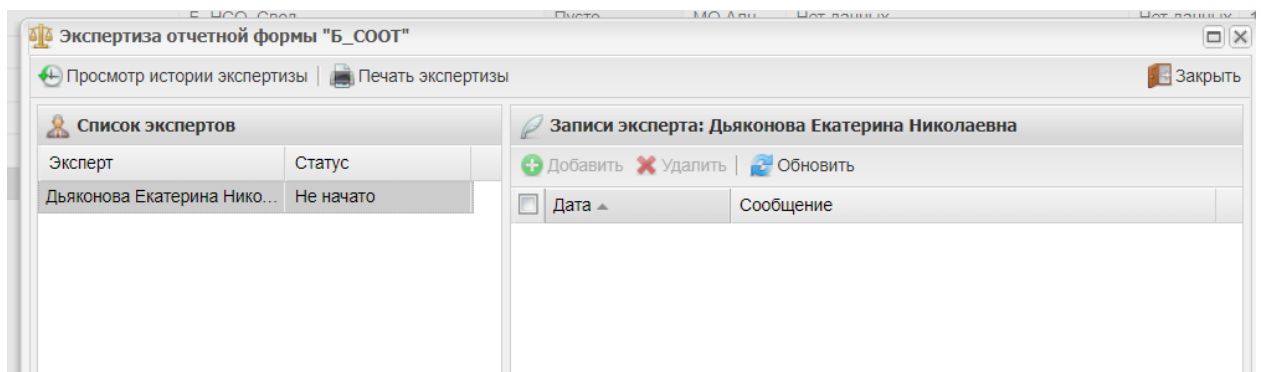 Экспертиза отчетной формы "Б_СООТ"
Просмотр истории экспертизы Печать экспертизы Закрыть
Список экспертов
Эксперт Статус
Дьяконова Екатерина Нико... Не начато
Записи эксперта: Дьяконова Екатерина Николаевна
Добавить Удалить Обновить
Дата Сообщение